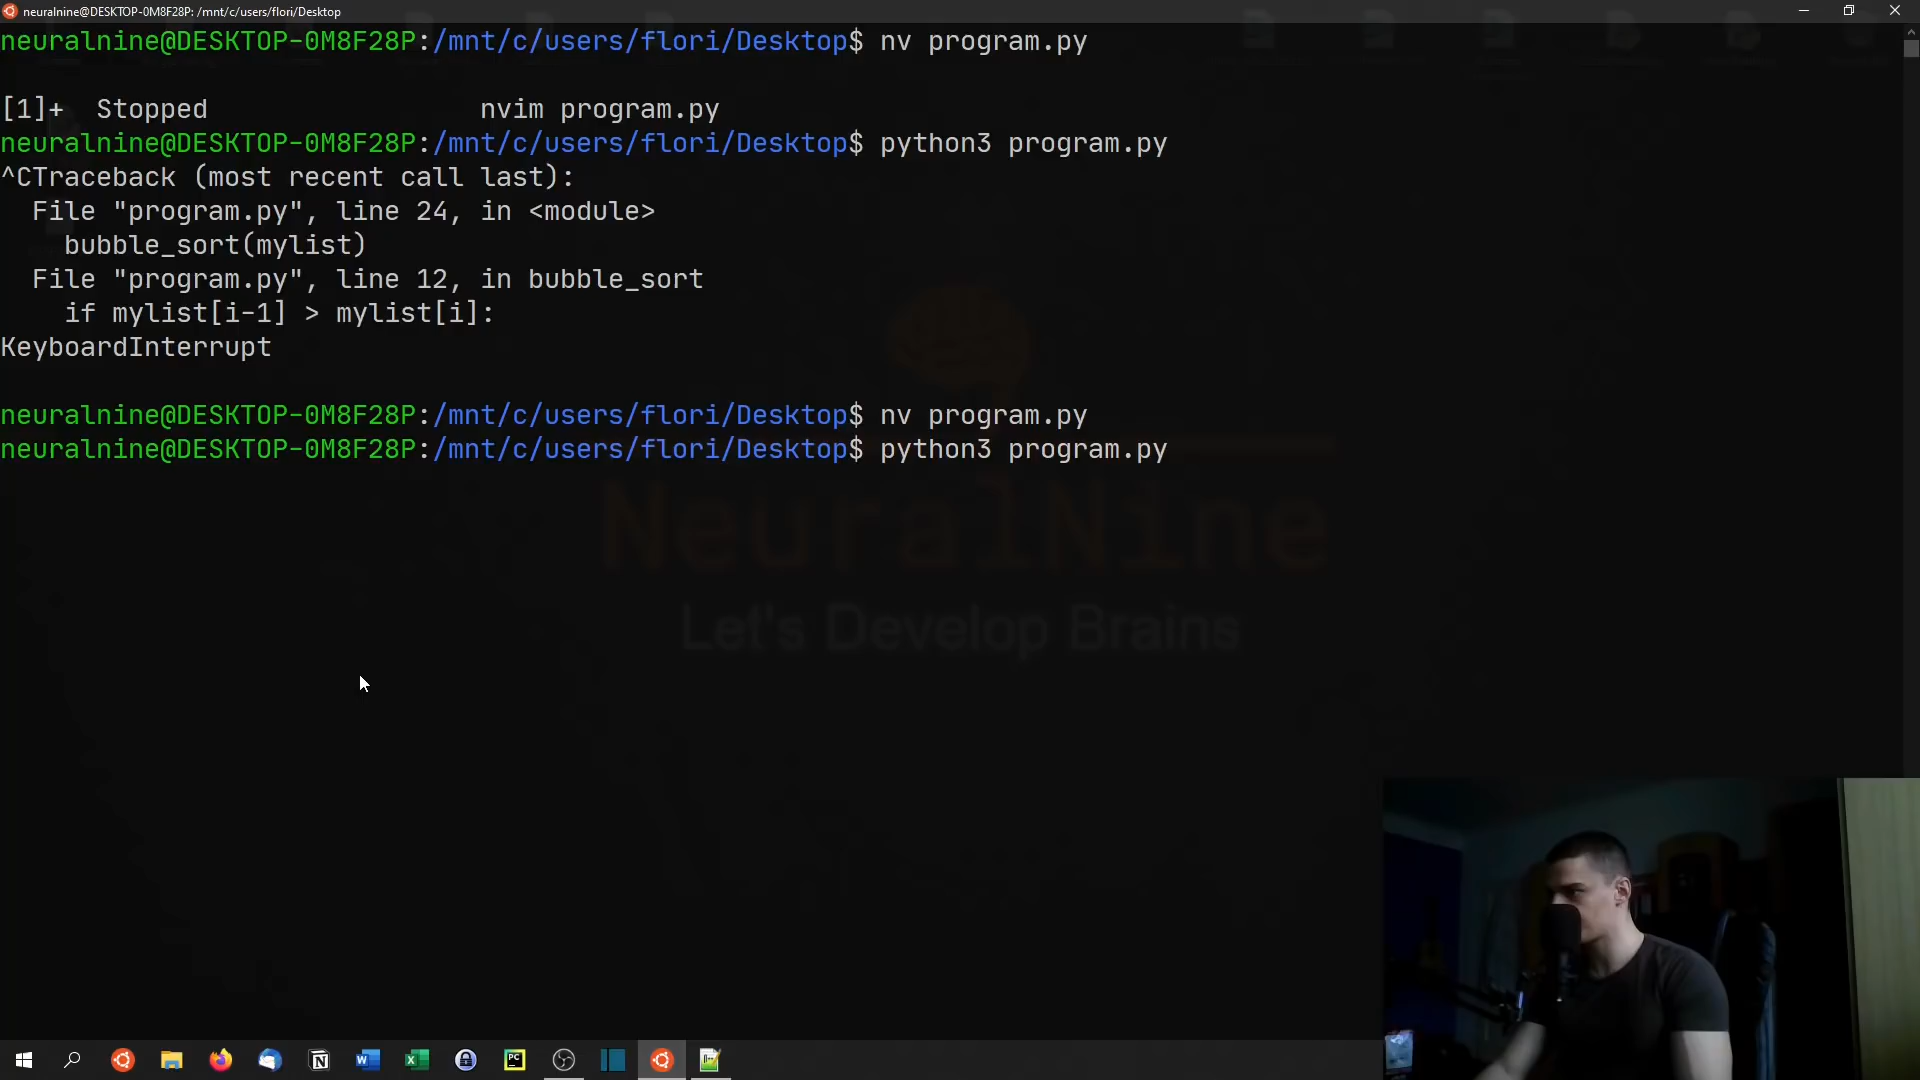 neuralnine@DESKTOP-0M8F28P: /mnt/c/users/flori/Desktop
neuralnine@DESKTOP-0M8F28P:/mnt/c/users/flori/Desktop$ nv program.py
[1]+  Stopped                 nvim program.py
neuralnine@DESKTOP-0M8F28P:/mnt/c/users/flori/Desktop$ python3 program.py
^CTraceback (most recent call last):
  File "program.py", line 24, in <module>
    bubble_sort(mylist)
  File "program.py", line 12, in bubble_sort
    if mylist[i-1] > mylist[i]:
KeyboardInterrupt
neuralnine@DESKTOP-0M8F28P:/mnt/c/users/flori/Desktop$ nv program.py
neuralnine@DESKTOP-0M8F28P:/mnt/c/users/flori/Desktop$ python3 program.py
NeuralNine
Let's Develop Brains